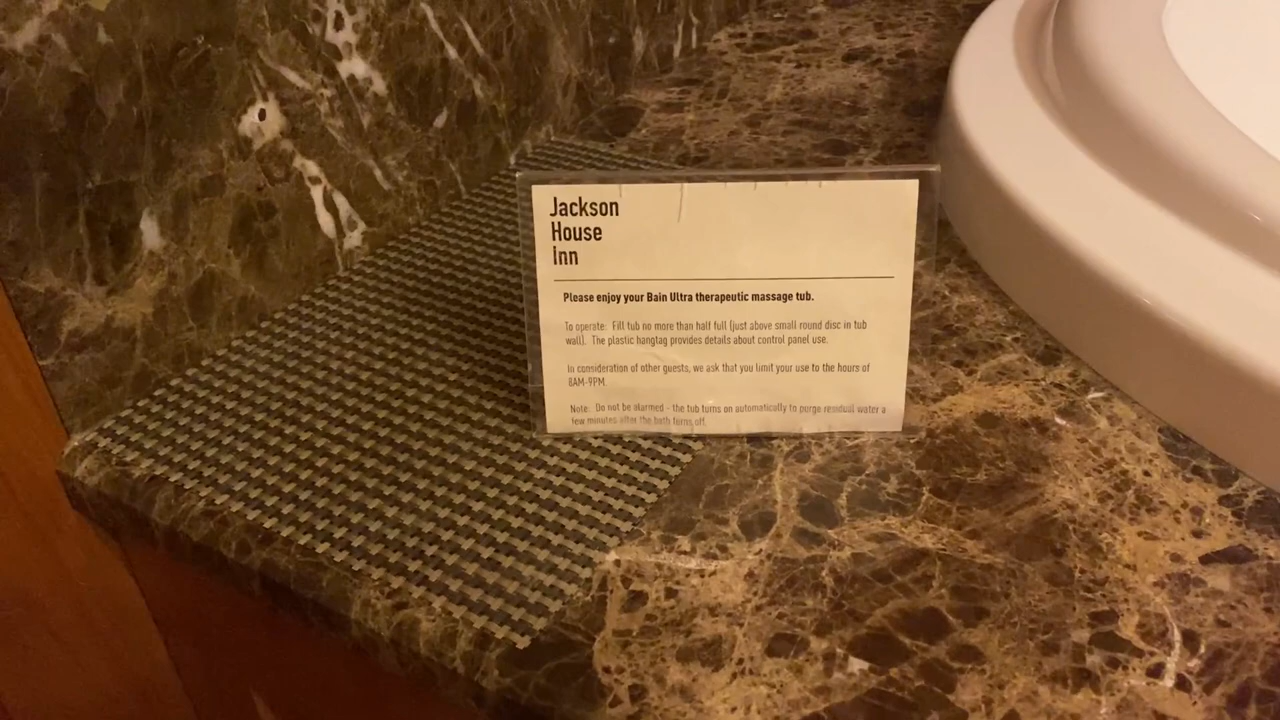 Jackson
House
Inn
Please enjoy your Bain Ultra therapeutic massage tub.
To operate: Fill tub no more than half full (just above small round disc in tub
wall). The plastic hangtag provides details about control panel use.
In consideration of other guests, we ask that you limit your use to the hours of
8AM-9PM.
Note: Do not be alarmed - the tub turns on automatically to purge residual water a
few minutes after the bath turns off.